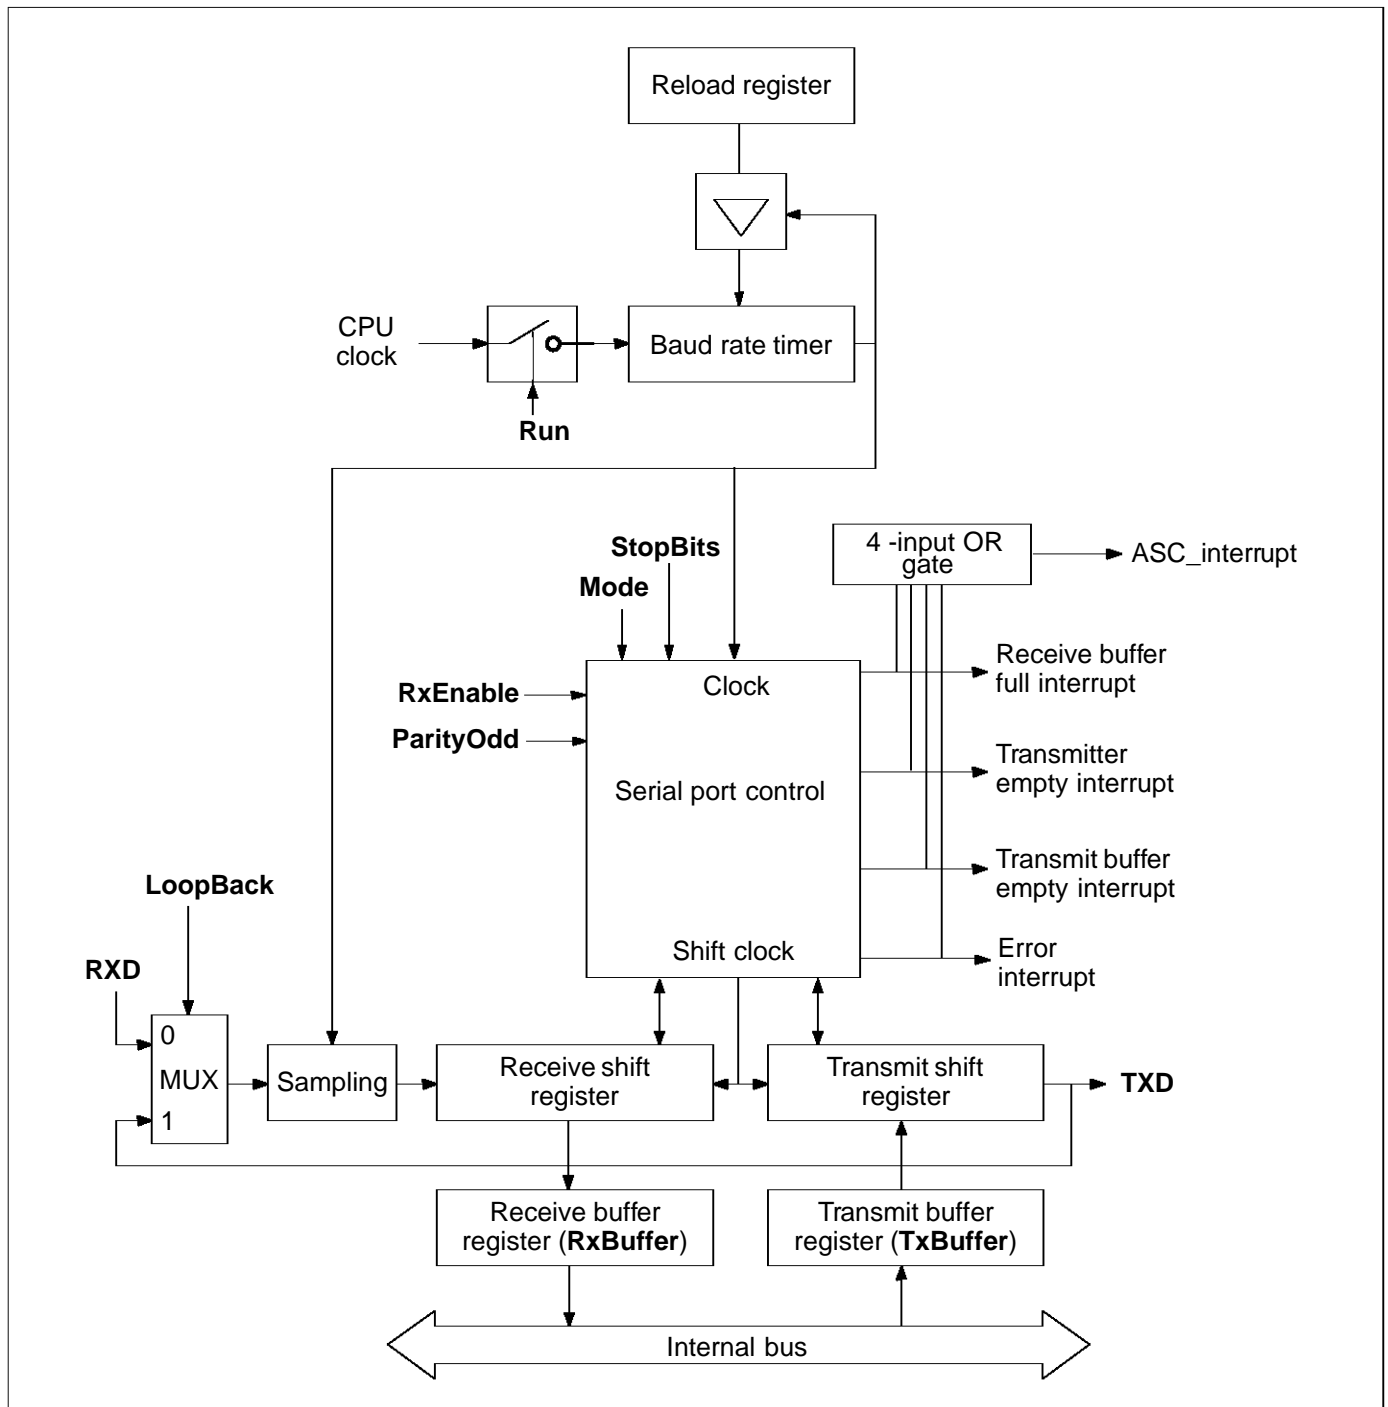 Reload register
CPU
clock
Baud rate timer
Run
StopBits
Mode
4 -input OR
gate
ASC_interrupt
RxEnable
ParityOdd
Clock
Serial port control
Shift clock
Receive buffer
full interrupt
Transmitter
empty interrupt
Transmit buffer
empty interrupt
Error
interrupt
LoopBack
RXD
0
MUX
1
Sampling
Receive shift
register
Transmit shift
register
TXD
Receive buffer
register (RxBuffer)
Transmit buffer
register (TxBuffer)
Internal bus